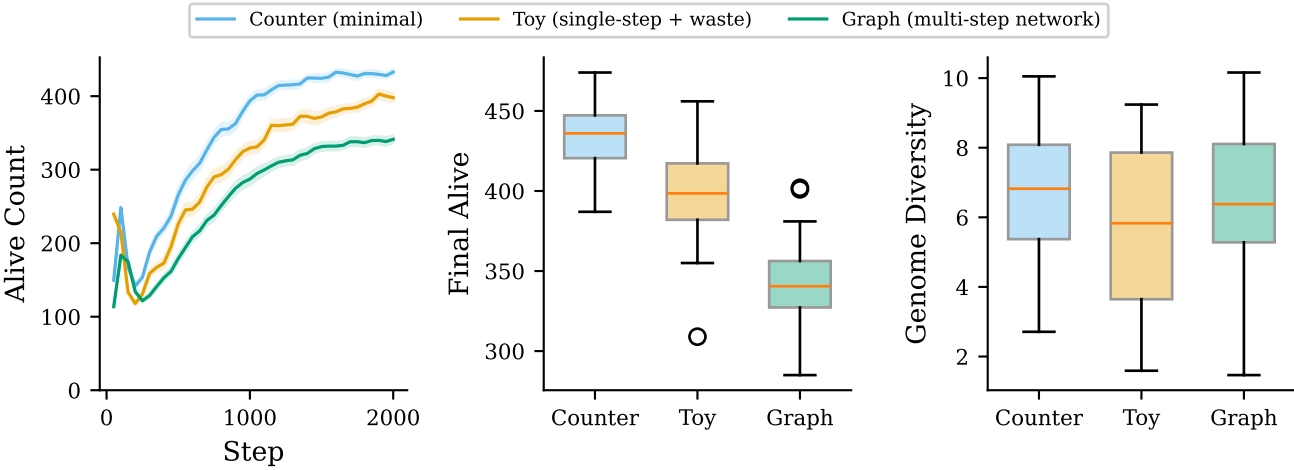 Counter (minimal) Toy (single-step + waste) Graph (multi-step network)
Alive Count
400
300
200
100
0
0 1000 2000
Step
Final Alive
450
400
350
300
Counter Toy Graph
Genome Diversity
10
8
6
4
2
Counter Toy Graph